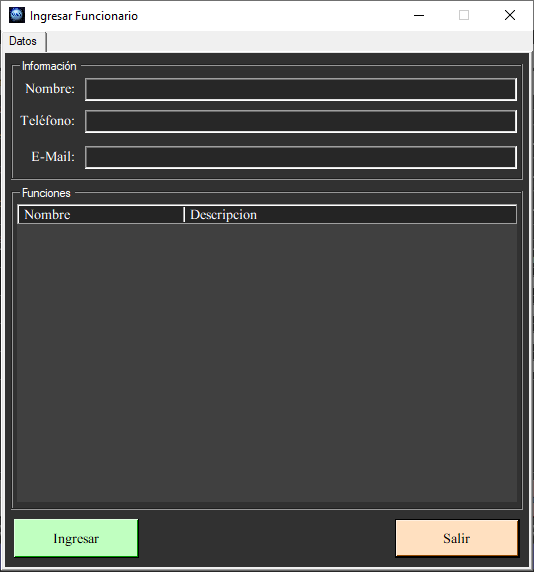 Ingresar Funcionario
Datos
Información
Nombre:
Teléfono:
E-Mail:
Funciones
Nombre Descripcion
Ingresar Salir